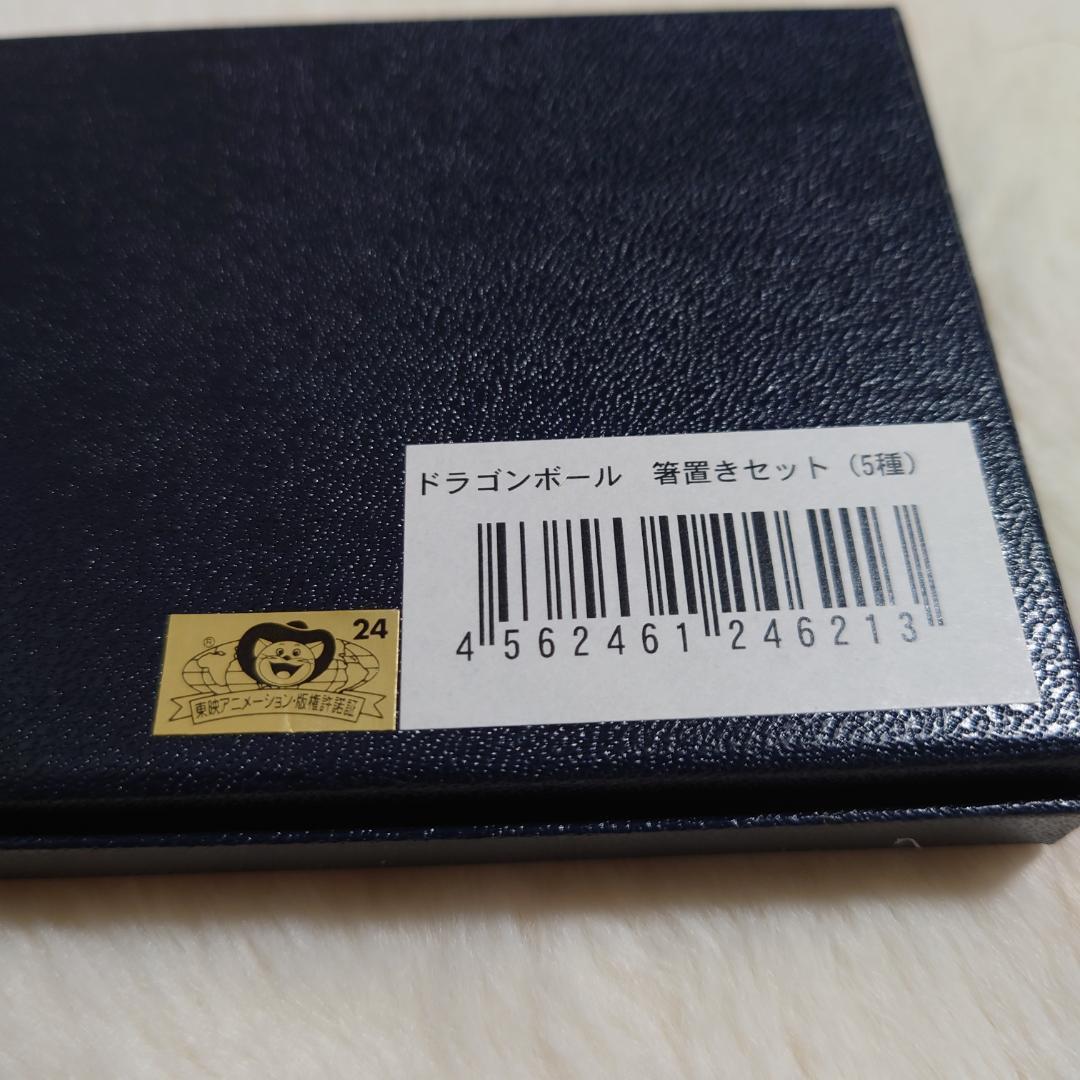 ドラゴンボール　箸置きセット（5種）
4 562461 246213
24
®
東映アニメーション・版権許諾証